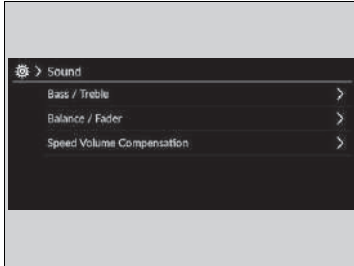 Sound
Bass / Treble
Balance / Fader
Speed Volume Compensation